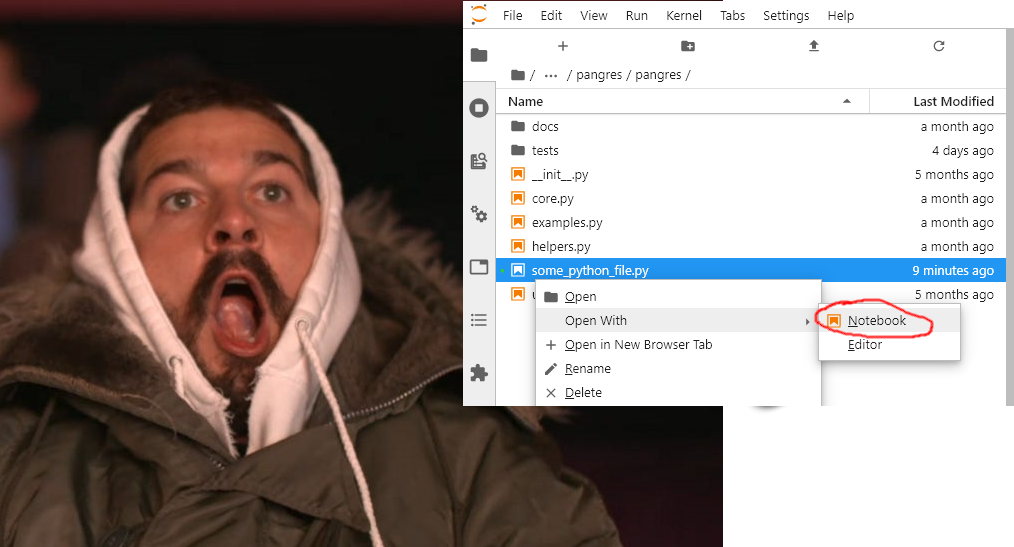 File Edit View Run Kernel Tabs Settings Help
/ ... / pangres / pangres /
Name Last Modified
docs a month ago
tests 4 days ago
__init__.py 5 months ago
core.py a month ago
examples.py a month ago
helpers.py a month ago
some_python_file.py 9 minutes ago
5 months ago
Open
Open With Notebook
Open in New Browser Tab Editor
Rename
Delete